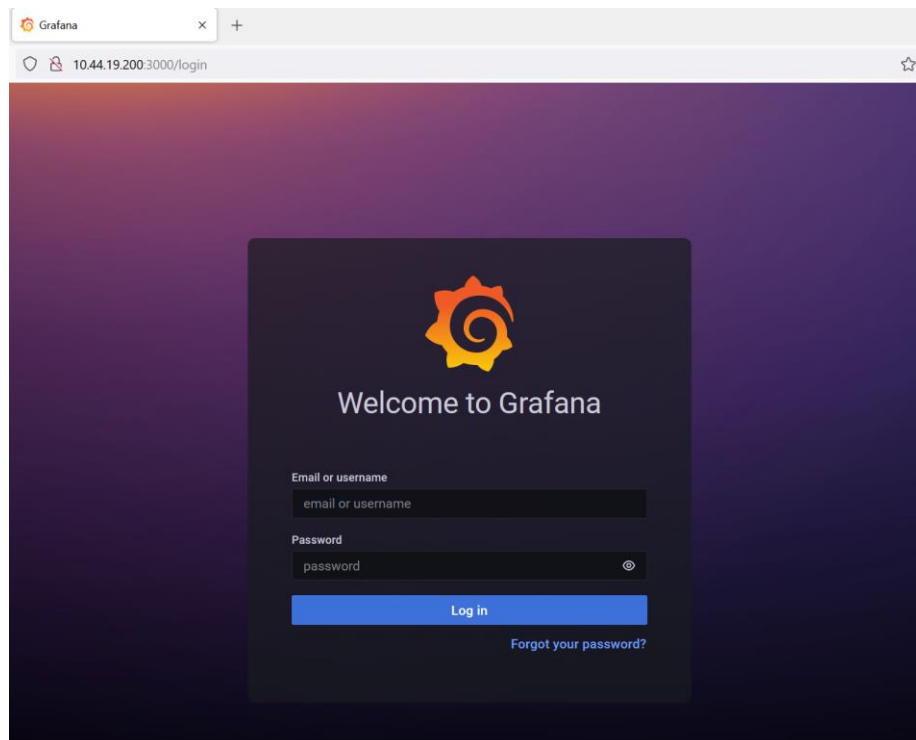 Grafana
10.44.19.200:3000/login
Welcome to Grafana
Email or username
email or username
Password
password
Log in
Forgot your password?